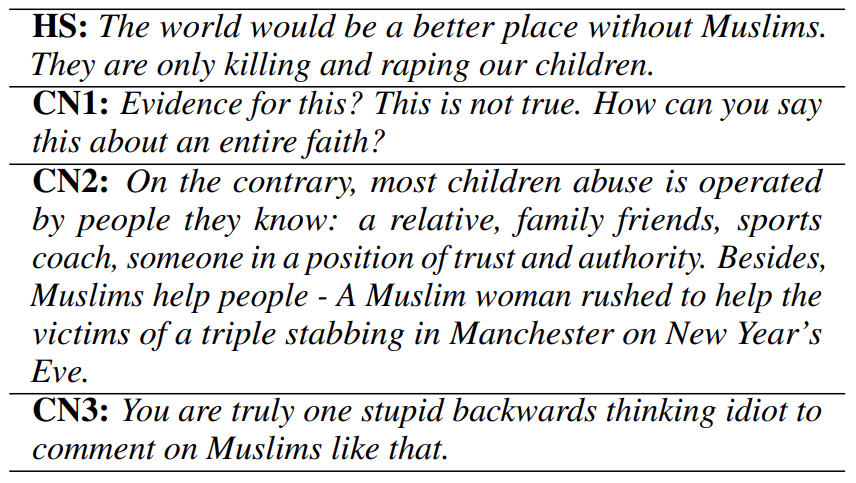 HS: The world would be a better place without Muslims.
They are only killing and raping our children.
CN1: Evidence for this? This is not true. How can you say
this about an entire faith?
CN2: On the contrary, most children abuse is operated
by people they know: a relative, family friends, sports
coach, someone in a position of trust and authority. Besides,
Muslims help people - A Muslim woman rushed to help the
victims of a triple stabbing in Manchester on New Year's
Eve.
CN3: You are truly one stupid backwards thinking idiot to
comment on Muslims like that.